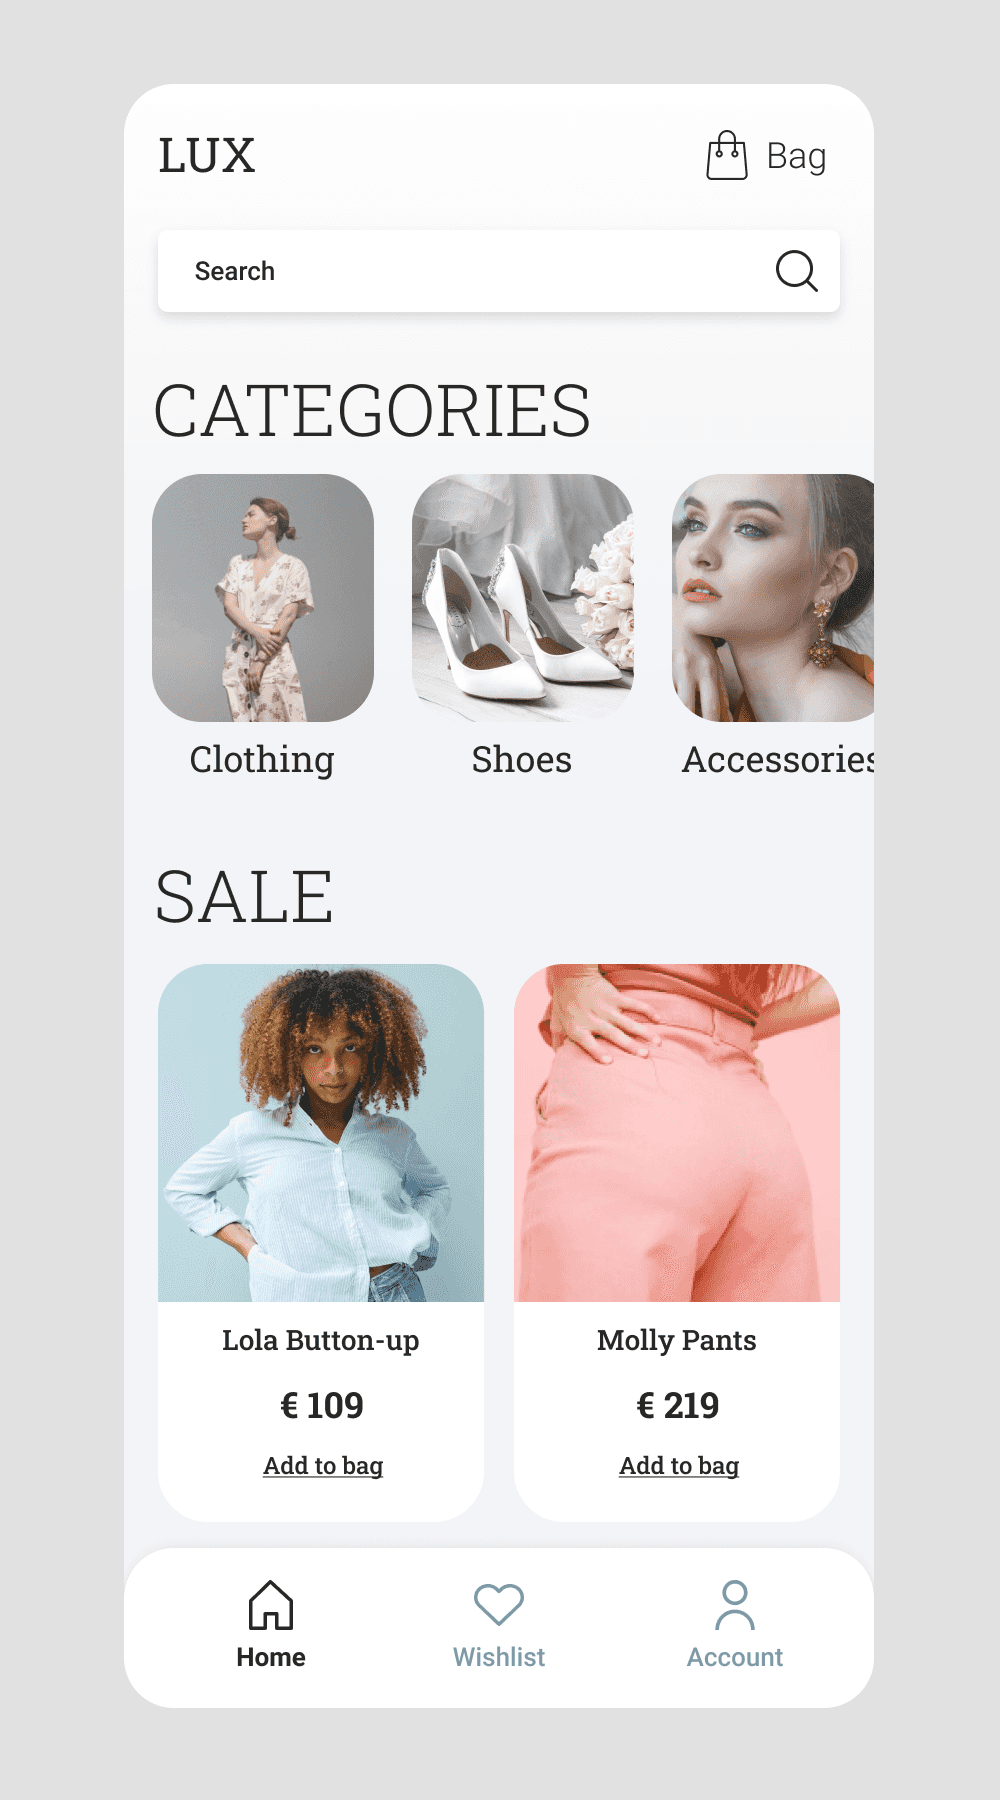 LUX
Bag
Search
CATEGORIES
Clothing
Shoes
Accessories
SALE
Lola Button-up
€ 109
Add to bag
Molly Pants
€ 219
Add to bag
Home
Wishlist
Account